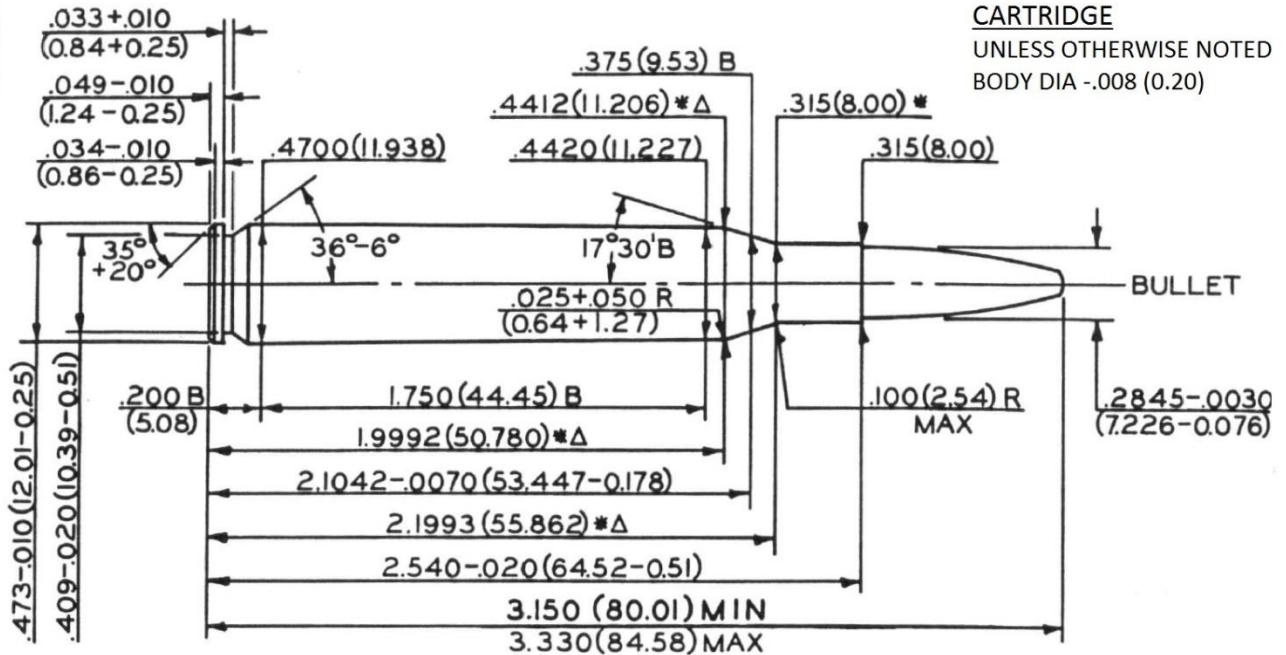 CARTRIDGE
UNLESS OTHERWISE NOTED
BODY DIA -.008 (0.20)
.033+.010
(0.84+0.25)
.049-.010
(1.24-0.25)
.034-.010
(0.86-0.25)
.375(9.53) B
.4412(11.206)*Δ
.315(8.00)*
.4700(11.938)
.4420(11.227)
.315(8.00)
35°
+20°
36°-6°
17°30'B
.025+.050 R
(0.64+1.27)
BULLET
.200 B
(5.08)
1.750(44.45) B
.100(2.54) R
MAX
.2845-.0030
(7.226-0.076)
1.9992(50.780)*Δ
2.1042-.0070(53.447-0.178)
2.1993(55.862)*Δ
2.540-.020(64.52-0.51)
3.150 (80.01) MIN
3.330(84.58) MAX
.473-.010(12.01-0.25)
.409-.020(10.39-0.51)